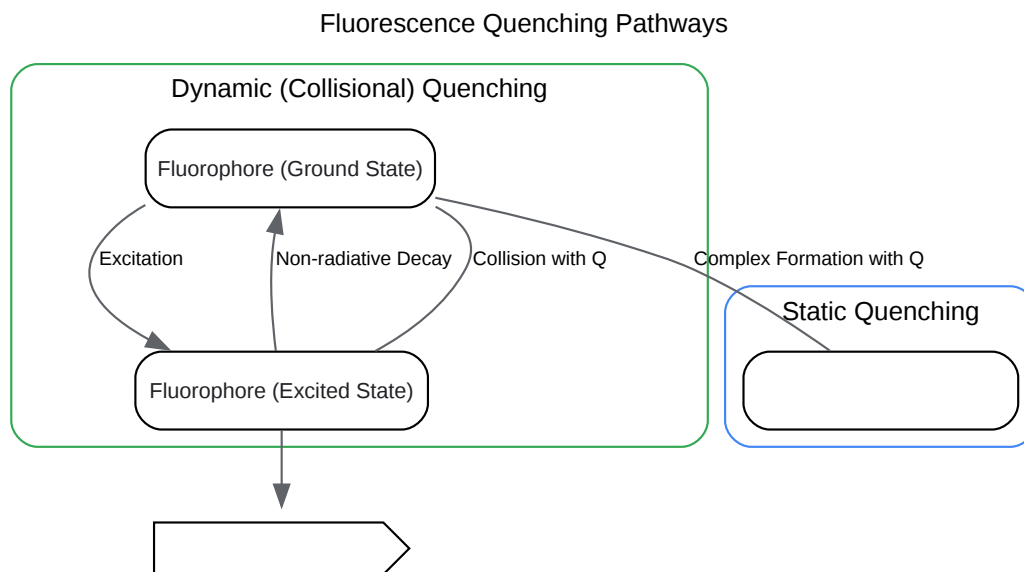 Fluorescence Quenching Pathways
Dynamic (Collisional) Quenching
Fluorophore (Ground State)
Excitation
Non-radiative Decay
Collision with Q
Complex Formation with Q
Static Quenching
Fluorophore (Excited State)